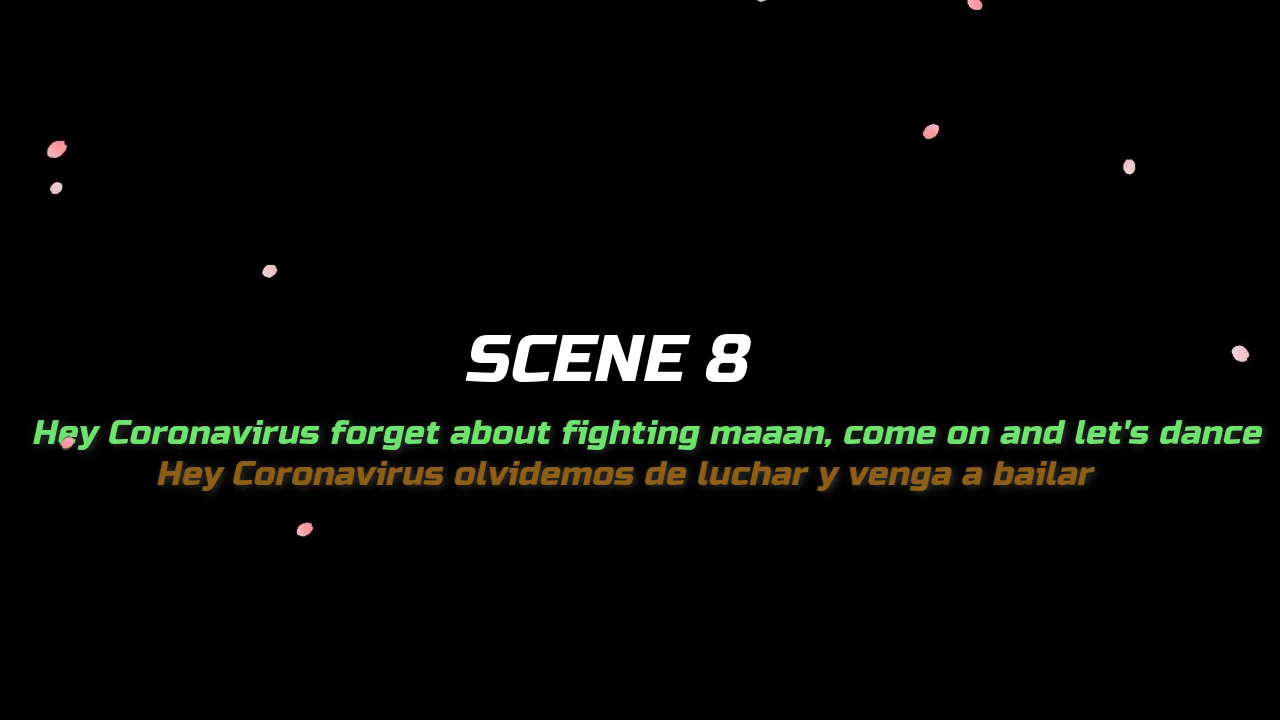 SCENE 8
Hey Coronavirus forget about fighting maaan, come on and let's dance
Hey Coronavirus olvidemos de luchar y venga a bailar